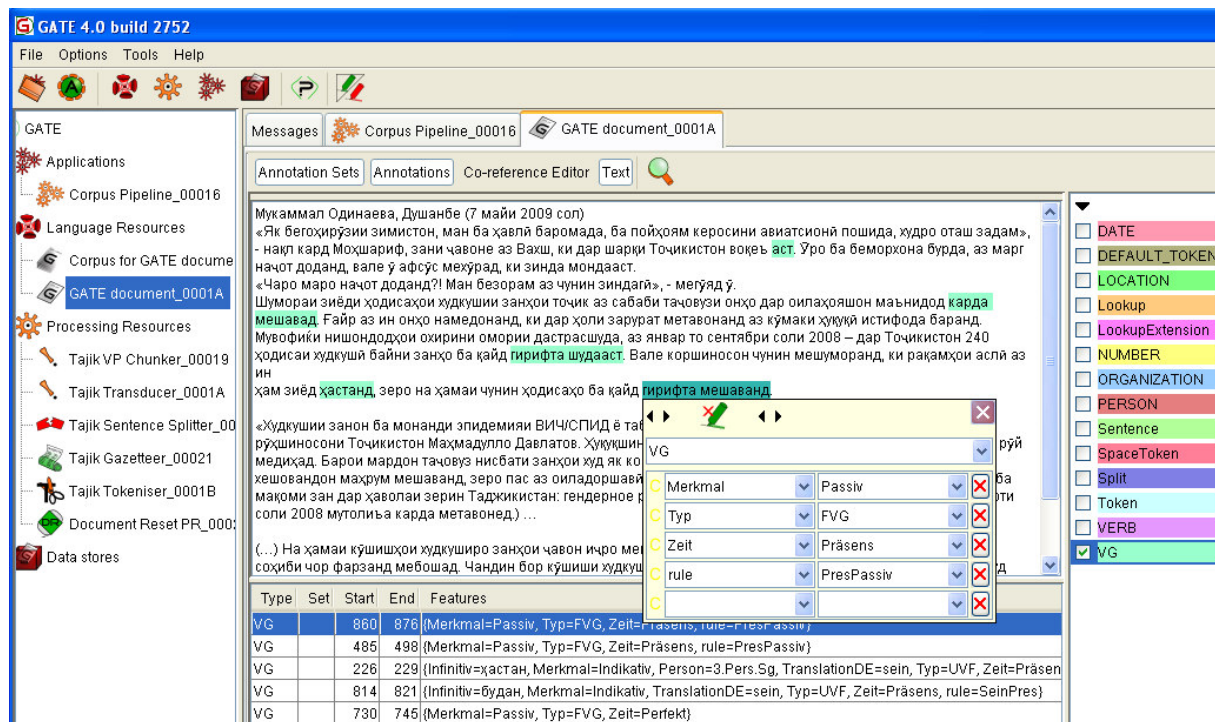 GATE 4.0 build 2752
File Options Tools Help
GATE
Applications
Corpus Pipeline_00016
Language Resources
Corpus for GATE docume
GATE document_0001A
Processing Resources
Tajik VP Chunker_00019
Tajik Transducer_0001A
Tajik Sentence Splitter_00
Tajik Gazetteer_00021
Tajik Tokeniser_0001B
Document Reset PR_000
Data stores
Messages Corpus Pipeline_00016 GATE document_0001A
Annotation Sets Annotations Co-reference Editor Text
Мукаммал Одинаева, Душанбе (7 майи 2009 сол)
«Як бегоҳирӯзии зимистон, ман ба ҳавлӣ баромада, ба пойҳоям керосини авиатсионӣ пошида, худро оташ задам»,
- нақл кард Моҳшариф, зани ҷавоне аз Вахш, ки дар шарқи Тоҷикистон воқеъ аст. Ӯро ба беморхона бурда, аз марг
наҷот доданд, вале ӯ афсӯс мехӯрад, ки зинда мондааст.
«Чаро маро наҷот доданд?! Ман безорам аз чунин зиндагӣ», - мегӯяд ӯ.
Шумораи зиёди ҳодисаҳои худкушии занҳои тоҷик аз сабаби таҷовузи онҳо дар оилаҳояшон маънидод карда
мешавад. Ғайр аз ин онҳо намедонанд, ки дар ҳоли зарурат метавонанд аз кӯмаки ҳуқуқӣ истифода баранд.
Мувофиќи нишондодҳои охирини омории дастрасшуда, аз январ то сентябри соли 2008 – дар Тоҷикистон 240
ҳодисаи худкушӣ байни занҳо ба қайд гирифта шудааст. Вале коршиносон чунин мешуморанд, ки рақамҳои аслӣ аз
ин
ҳам зиёд ҳастанд, зеро на ҳамаи чунин ҳодисаҳо ба қайд гирифта мешаванд.
«Худкушии занон ба монанди эпидемияи ВИЧ/СПИД ё таб
рӯҳшиносони Тоҷикистон Маҳмадулло Давлатов. Ҳуқуқшин рӯй
медиҳад. Барои мардон таҷовуз нисбати занҳои худ як ко
хешовандон маҳрум мешаванд, зеро пас аз оиладоршавӣ ба
мақоми зан дар ҳаволаи зерин Таджикистан: гендерное
соли 2008 мутолиъа карда метавонед.) ...
(...) На ҳамаи кӯшишҳои худкуширо занҳои ҷавон иҷро
соҳиби чор фарзанд мебошад. Чандин бор кӯшиши худкуш
VG
Merkmal Passiv
Typ FVG
Zeit Präsens
rule PresPassiv
DATE
DEFAULT_TOKEN
LOCATION
Lookup
LookupExtension
NUMBER
ORGANIZATION
PERSON
Sentence
SpaceToken
Split
Token
VERB
VG
Type Set Start End Features
VG 860 876 {Merkmal=Passiv, Typ=FVG, Zeit=Präsens, rule=PresPassiv}
VG 485 498 {Merkmal=Passiv, Typ=FVG, Zeit=Präsens, rule=PresPassiv}
VG 226 229 {Infinitiv=ҳастан, Merkmal=Indikativ, Person=3.Pers.Sg, TranslationDE=sein, Typ=UVF, Zeit=Präsen
VG 814 821 {Infinitiv=будан, Merkmal=Indikativ, TranslationDE=sein, Typ=UVF, Zeit=Präsens, rule=SeinPres}
VG 730 745 {Merkmal=Passiv, Typ=FVG, Zeit=Perfekt}